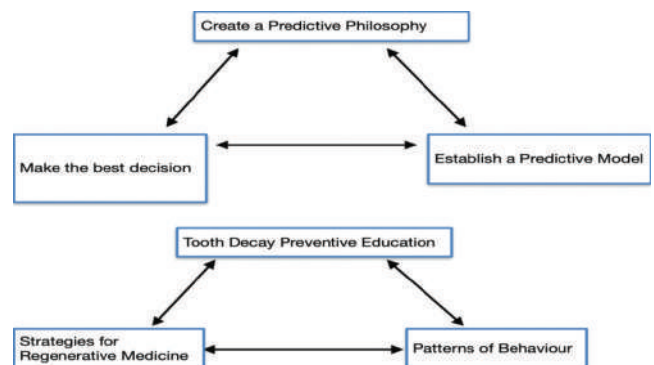 Create a Predictive Philosophy
Make the best decision
Establish a Predictive Model
Tooth Decay Preventive Education
Strategies for
Regenerative Medicine
Patterns of Behaviour